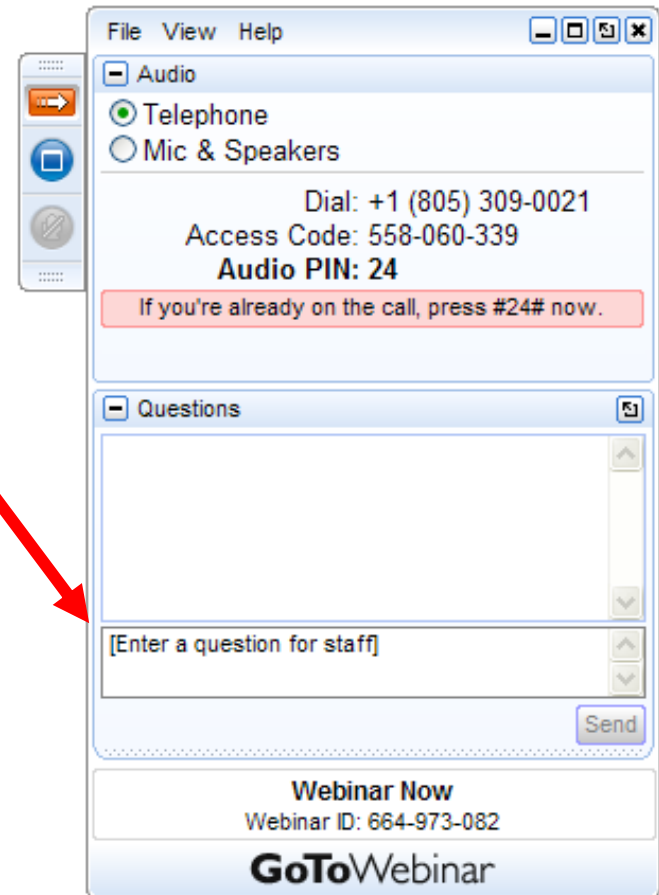 File View Help
Audio
Telephone
Mic & Speakers
Dial: +1 (805) 309-0021
Access Code: 558-060-339
Audio PIN: 24
If you're already on the call, press #24# now.
Questions
[Enter a question for staff]
Send
Webinar Now
Webinar ID: 664-973-082
GoToWebinar